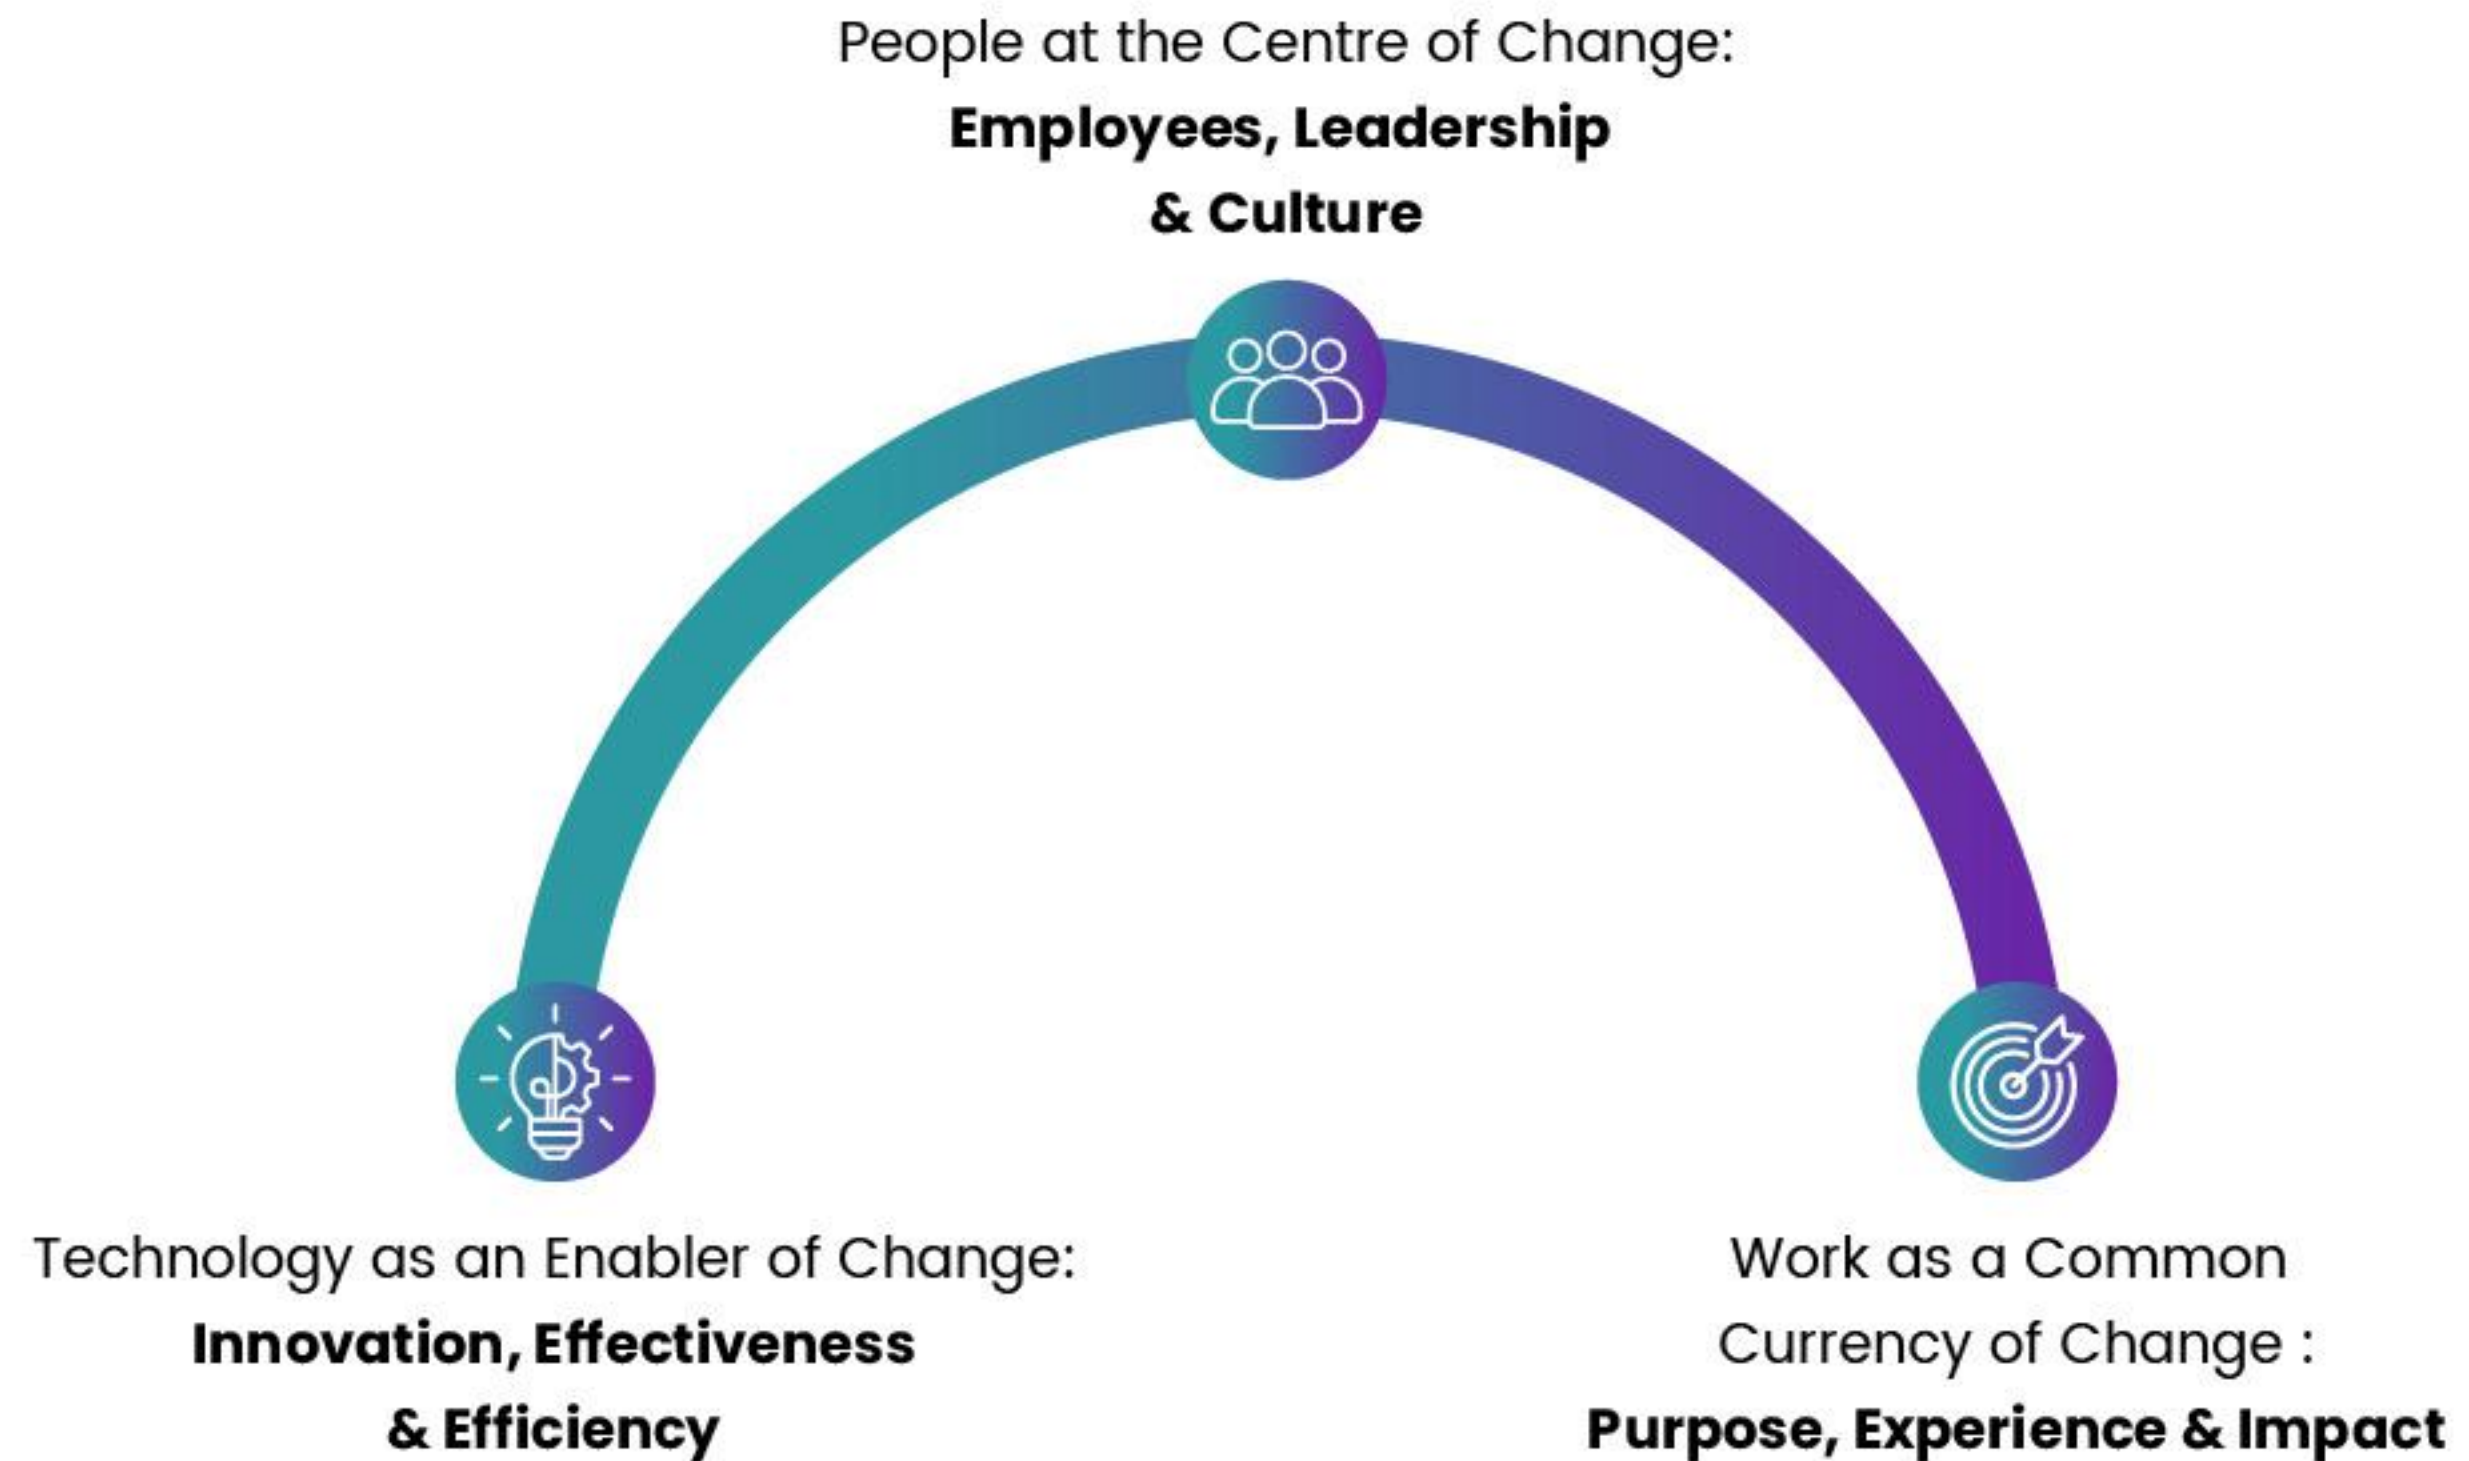 People at the Centre of Change:
Employees, Leadership
& Culture
Technology as an Enabler of Change:
Innovation, Effectiveness
& Efficiency
Work as a Common
Currency of Change :
Purpose, Experience & Impact